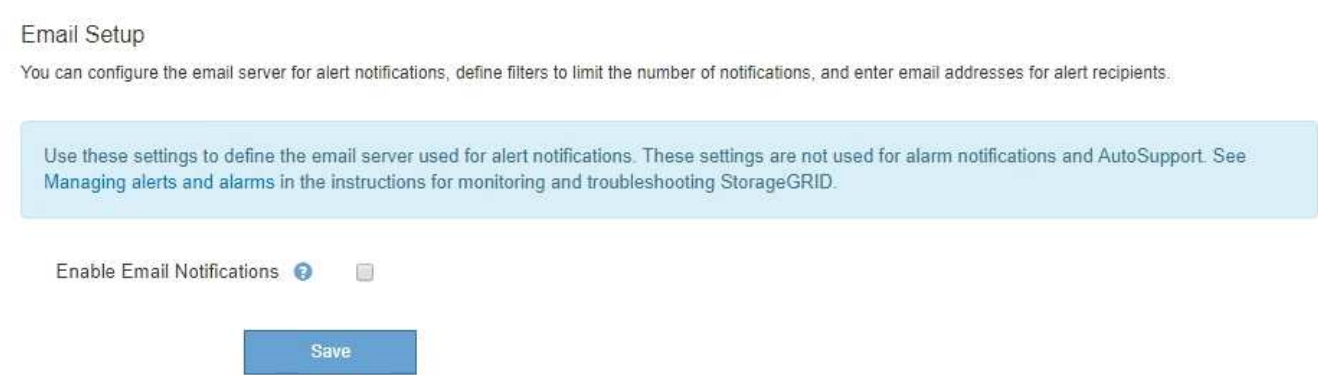 Email Setup
You can configure the email server for alert notifications, define filters to limit the number of notifications, and enter email addresses for alert recipients.
Use these settings to define the email server used for alert notifications. These settings are not used for alarm notifications and AutoSupport. See
Managing alerts and alarms in the instructions for monitoring and troubleshooting StorageGRID.
Enable Email Notifications ?
Save